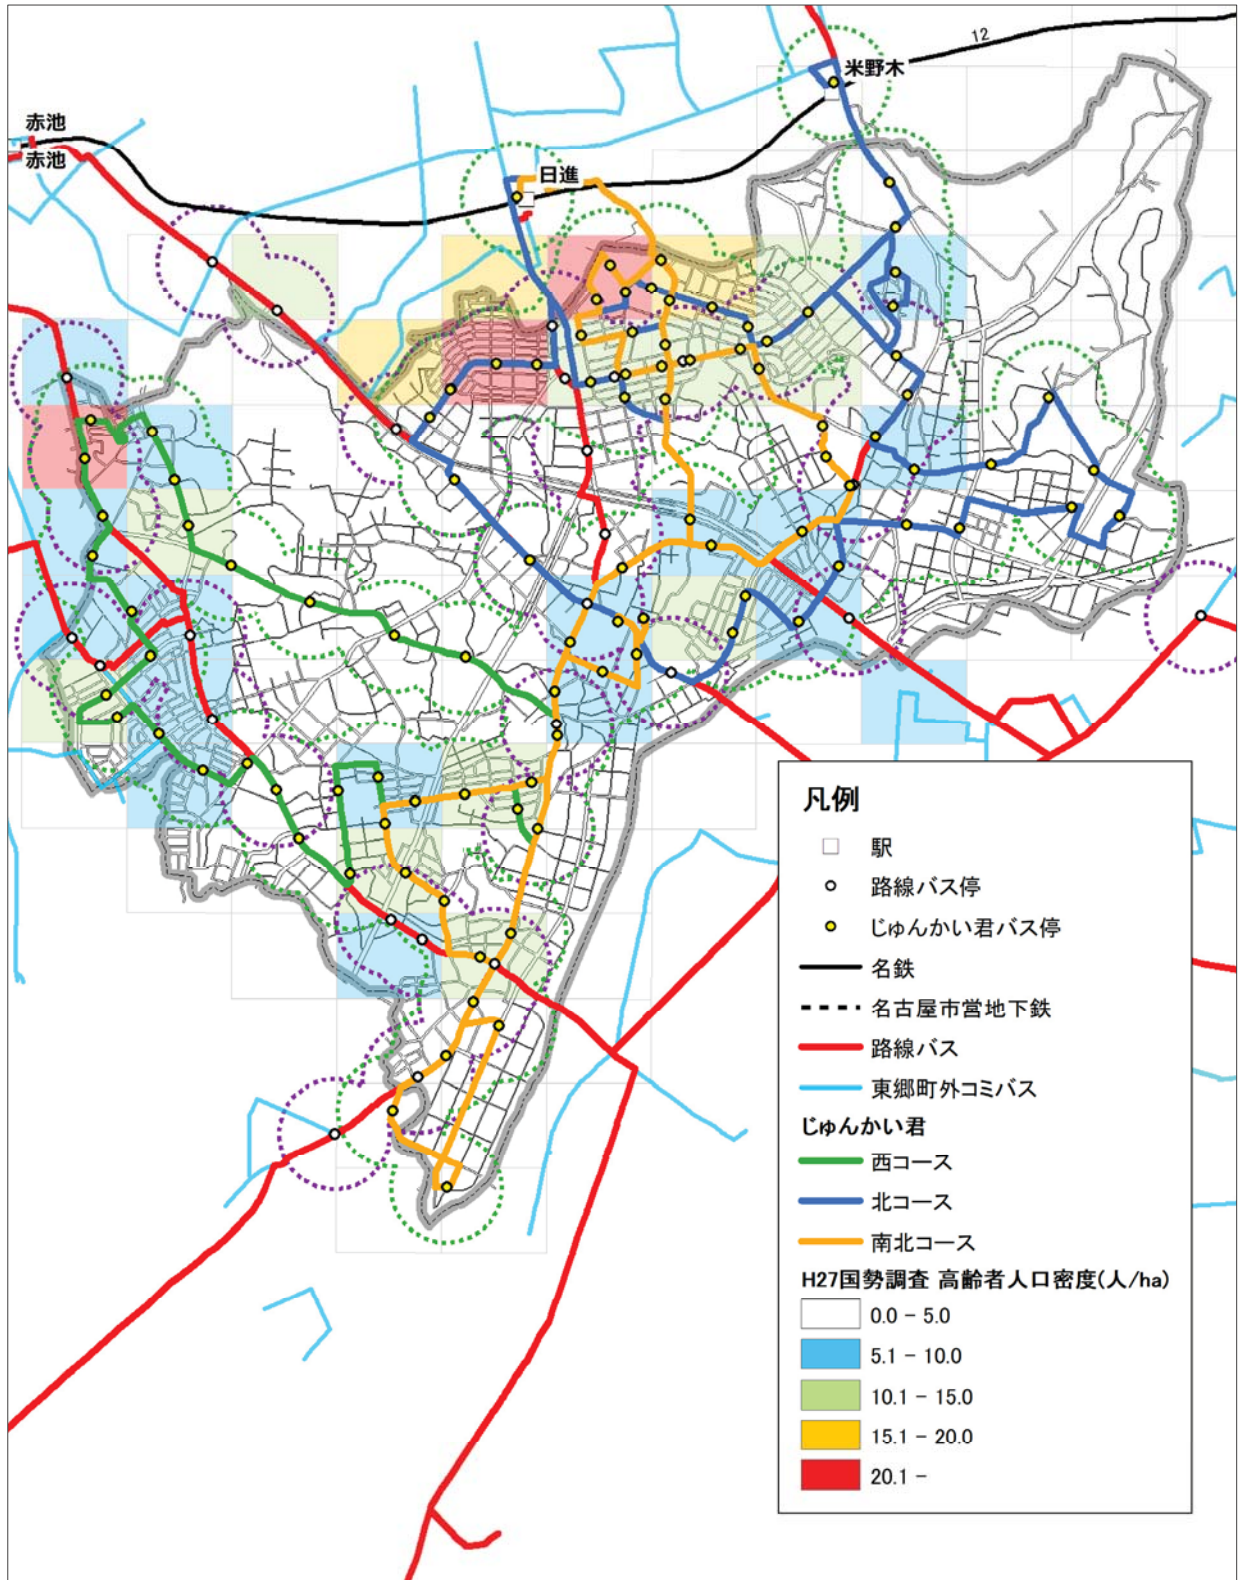 12
米野木
赤池
赤池
日進
凡例
駅
路線バス停
じゅんかい君バス停
名鉄
名古屋市営地下鉄
路線バス
東郷町外コミバス
じゅんかい君
西コース
北コース
南北コース
H27国勢調査 高齢者人口密度(人/ha)
0.0 - 5.0
5.1 - 10.0
10.1 - 15.0
15.1 - 20.0
20.1 -